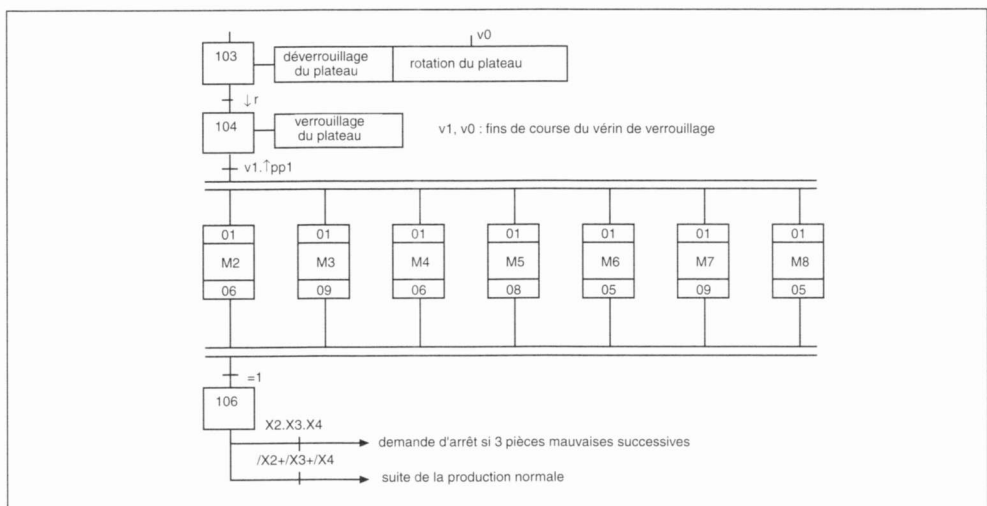 v0
103
déverrouillage
du plateau
rotation du plateau
↓r
104
verrouillage
du plateau
v1, v0 : fins de course du vérin de verrouillage
v1.↑pp1
01 01 01 01 01 01 01
M2 M3 M4 M5 M6 M7 M8
06 09 06 08 05 09 05
=1
106
X2.X3.X4
demande d'arrêt si 3 pièces mauvaises successives
/X2+/X3+/X4
suite de la production normale